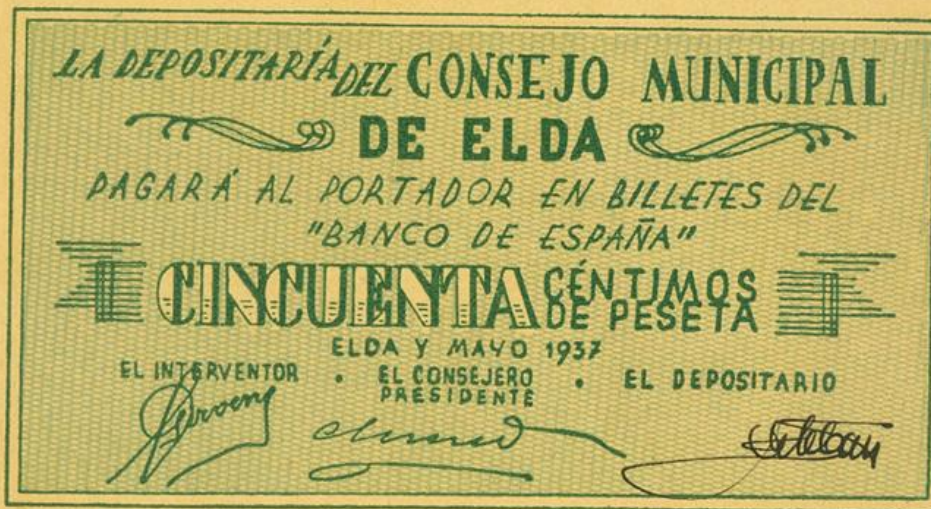 LA DEPOSITARÍA DEL CONSEJO MUNICIPAL
DE ELDA
PAGARÁ AL PORTADOR EN BILLETES DEL
"BANCO DE ESPAÑA"
CINCUENTA CÉNTIMOS DE PESETA
ELDA Y MAYO 1937
EL INTERVENTOR • EL CONSEJERO PRESIDENTE • EL DEPOSITARIO